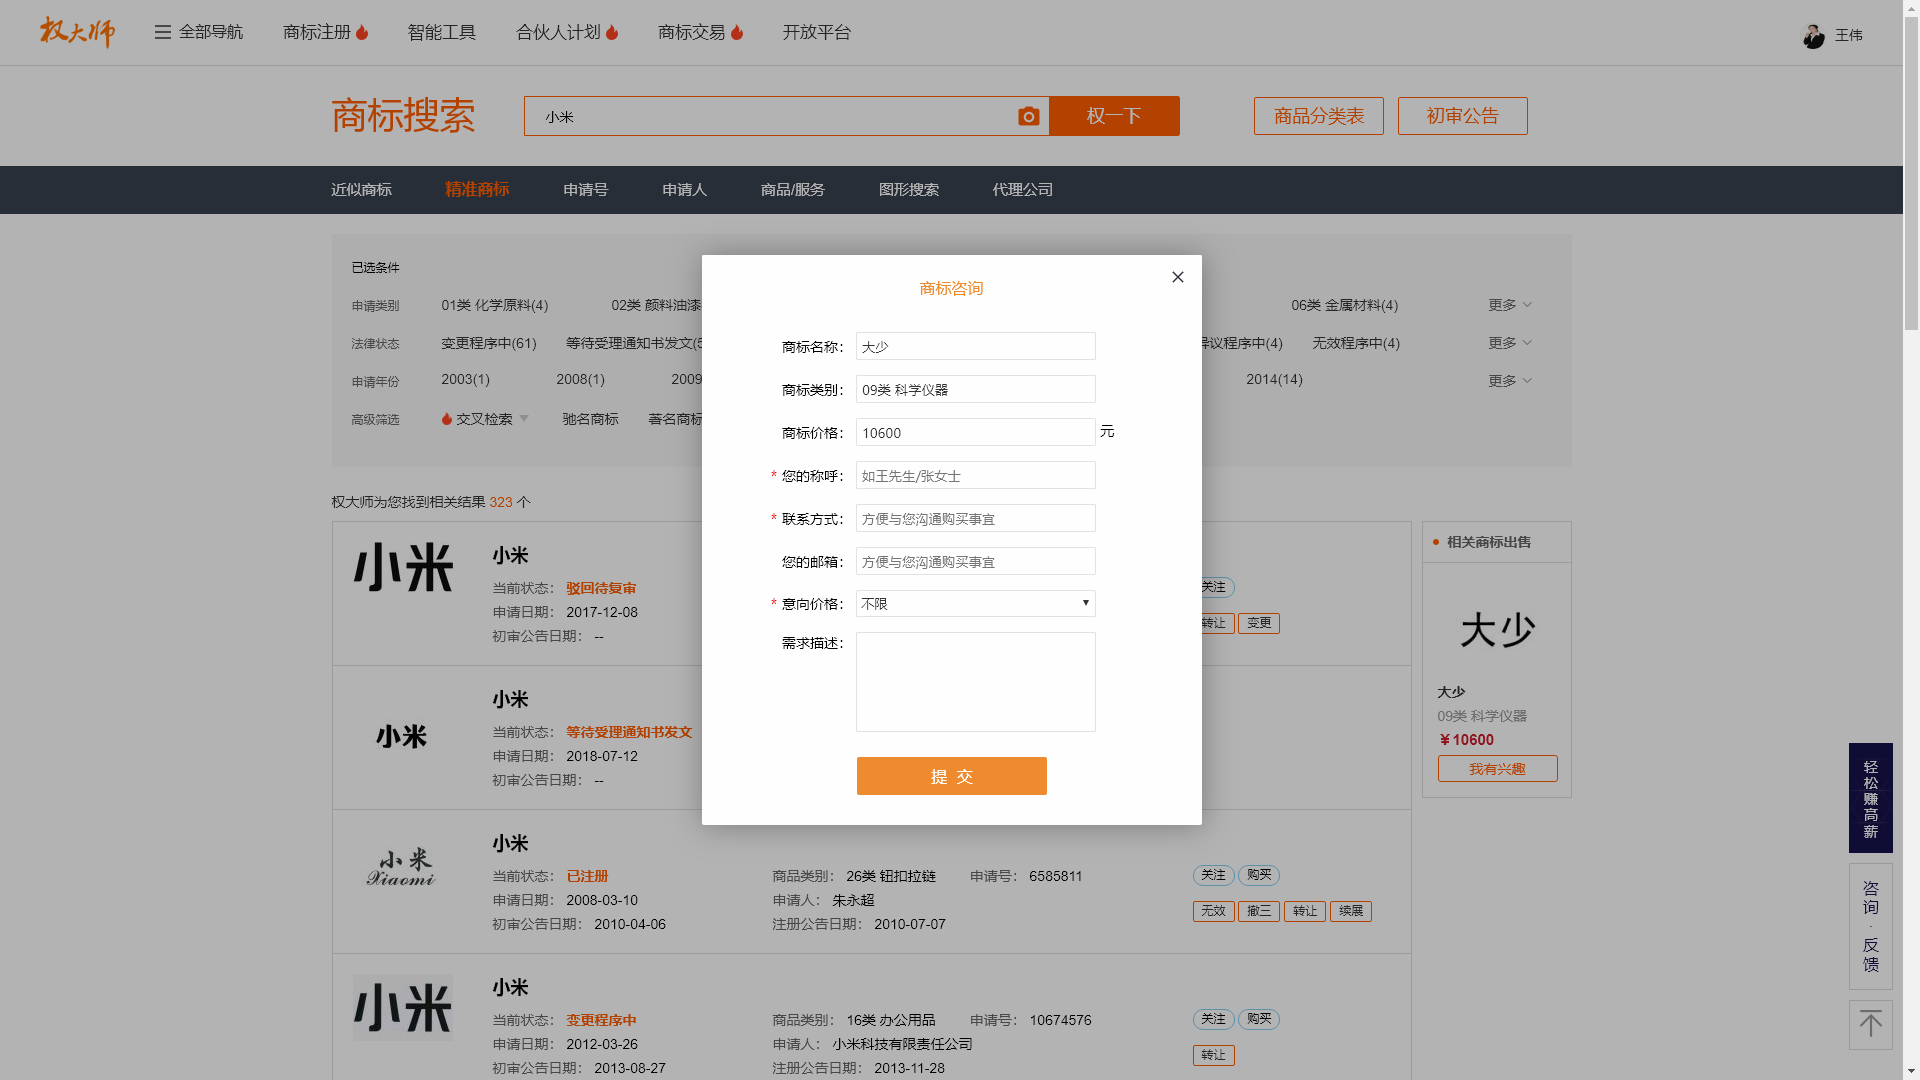 权大师 全部导航 商标注册 智能工具 合伙人计划 商标交易 开放平台 王伟
商标搜索 小米 权一下 商品分类表 初审公告
近似商标 精准商标 申请号 申请人 商品/服务 图形搜索 代理公司
已选条件
申请类别 01类 化学原料(4) 02类 颜料油漆 06类 金属材料(4) 更多
法律状态 变更程序中(61) 等待受理通知书发文( 异议程序中(4) 无效程序中(4) 更多
申请年份 2003(1) 2008(1) 2009 2014(14) 更多
高级筛选 交叉检索 驰名商标 著名商标
权大师为您找到相关结果 323 个
小米
小米
当前状态： 驳回待复审 关注
申请日期： 2017-12-08
转让 变更
初审公告日期： --
小米
小米
当前状态： 等待受理通知书发文
申请日期： 2018-07-12
初审公告日期： --
小米
Xiaomi
小米
当前状态： 已注册 商品类别： 26类 钮扣拉链 申请号： 6585811 关注 购买
申请日期： 2008-03-10 申请人： 朱永超
无效 撤三 转让 续展
初审公告日期： 2010-04-06 注册公告日期： 2010-07-07
小米
小米
当前状态： 变更程序中 商品类别： 16类 办公用品 申请号： 10674576 关注 购买
申请日期： 2012-03-26 申请人： 小米科技有限责任公司
转让
初审公告日期： 2013-08-27 注册公告日期： 2013-11-28
商标咨询
商标名称： 大少
商标类别： 09类 科学仪器
商标价格： 10600 元
* 您的称呼： 如王先生/张女士
* 联系方式： 方便与您沟通购买事宜
您的邮箱： 方便与您沟通购买事宜
* 意向价格： 不限
需求描述：
提 交
相关商标出售
大少
大少
09类 科学仪器
¥10600
我有兴趣
轻松赚高薪
咨询·反馈